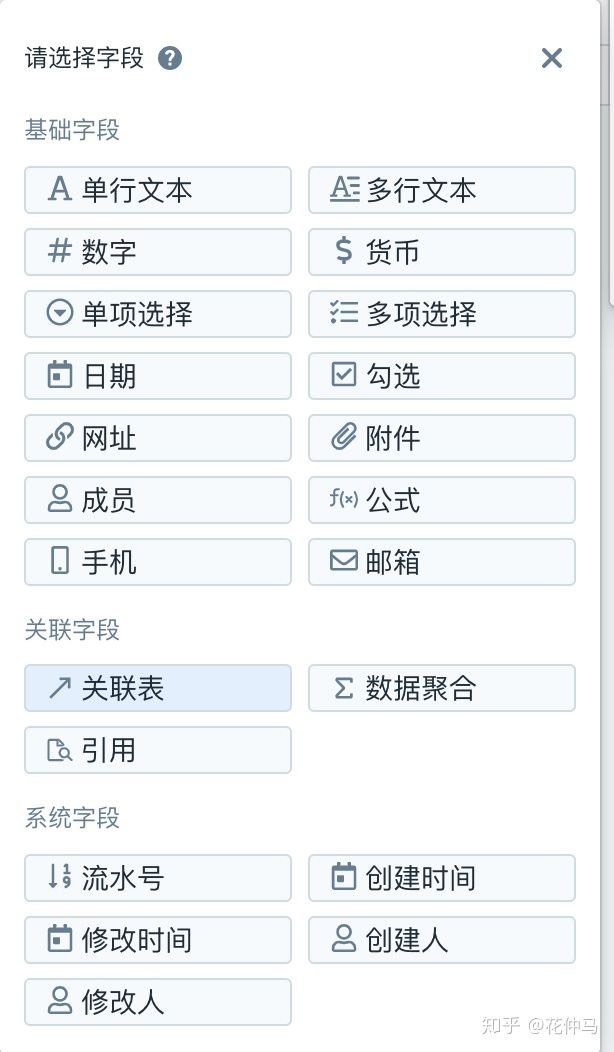 请选择字段
基础字段
单行文本 多行文本
数字 货币
单项选择 多项选择
日期 勾选
网址 附件
成员 f(x) 公式
手机 邮箱
关联字段
关联表 Σ 数据聚合
引用
系统字段
流水号 创建时间
修改时间 创建人
修改人
知乎 @花仲马